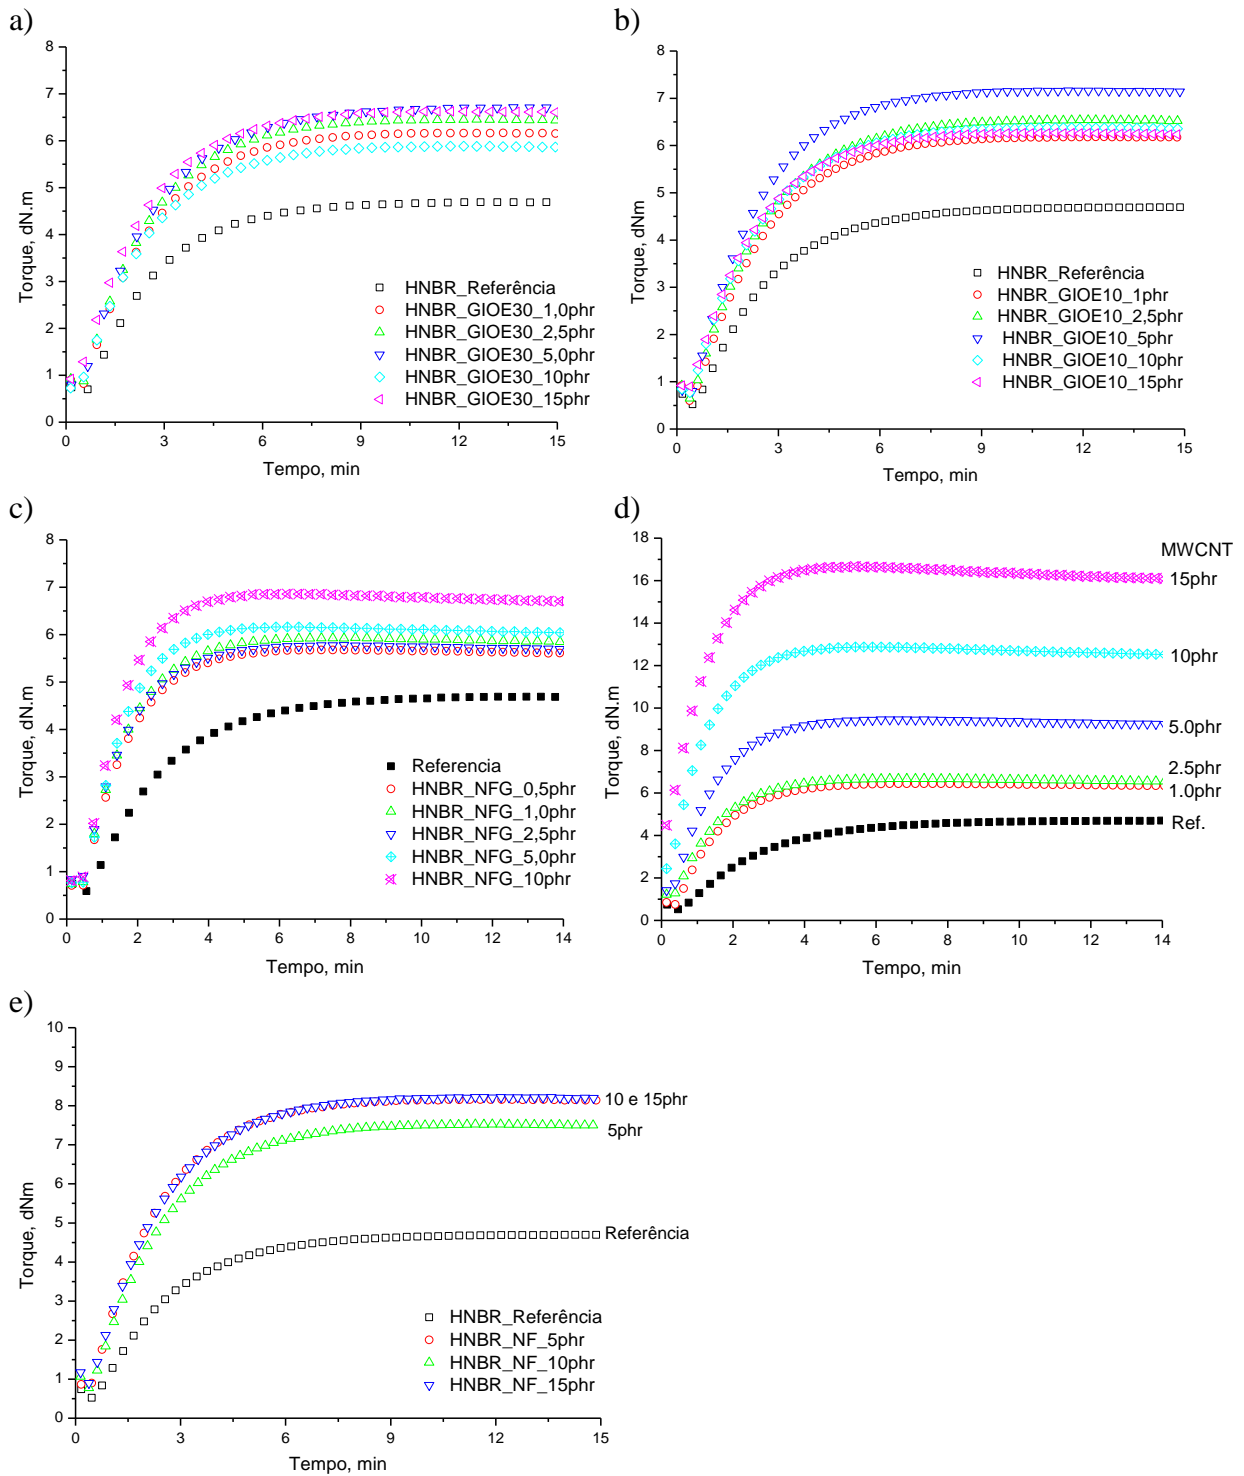 a)
8
7
6
5
4
3
2
1
0
0
3
6
9
12
15
Torque, dN.m
Tempo, min
HNBR_Referência
HNBR_GIOE30_1,0phr
HNBR_GIOE30_2,5phr
HNBR_GIOE30_5,0phr
HNBR_GIOE30_10phr
HNBR_GIOE30_15phr
b)
8
7
6
5
4
3
2
1
0
0
3
6
9
12
15
Torque, dNm
Tempo, min
HNBR_Referência
HNBR_GIOE10_1phr
HNBR_GIOE10_2,5phr
HNBR_GIOE10_5phr
HNBR_GIOE10_10phr
HNBR_GIOE10_15phr
c)
8
7
6
5
4
3
2
1
0
0
2
4
6
8
10
12
14
Torque, dN.m
Tempo, min
Referencia
HNBR_NFG_0,5phr
HNBR_NFG_1,0phr
HNBR_NFG_2,5phr
HNBR_NFG_5,0phr
HNBR_NFG_10phr
d)
18
16
14
12
10
8
6
4
2
0
0
2
4
6
8
10
12
14
Torque, dN.m
Tempo, min
MWCNT
15phr
10phr
5.0phr
2.5phr
1.0phr
Ref.
e)
10
9
8
7
6
5
4
3
2
1
0
0
3
6
9
12
15
Torque, dNm
Tempo, min
10 e 15phr
5phr
Referência
HNBR_Referência
HNBR_NF_5phr
HNBR_NF_10phr
HNBR_NF_15phr